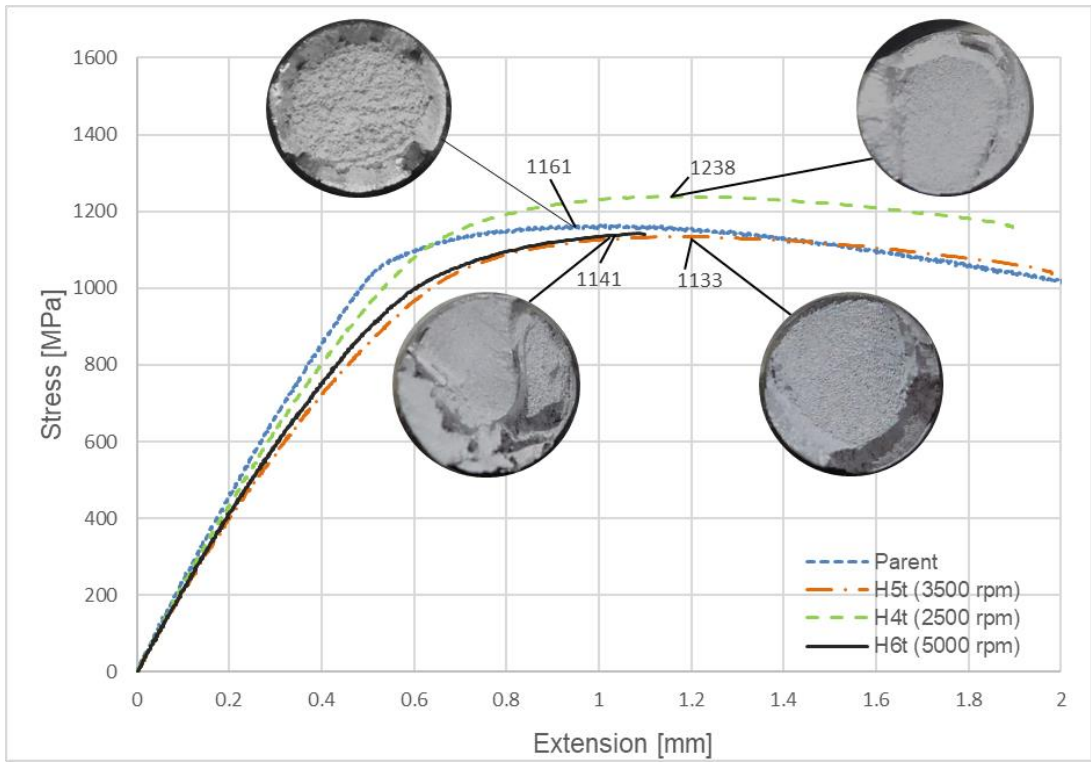 1600
1400
1200
1000
800
600
400
200
0
Stress [MPa]
1161
1238
1141
1133
Parent
H5t (3500 rpm)
H4t (2500 rpm)
H6t (5000 rpm)
0 0.2 0.4 0.6 0.8 1 1.2 1.4 1.6 1.8 2
Extension [mm]